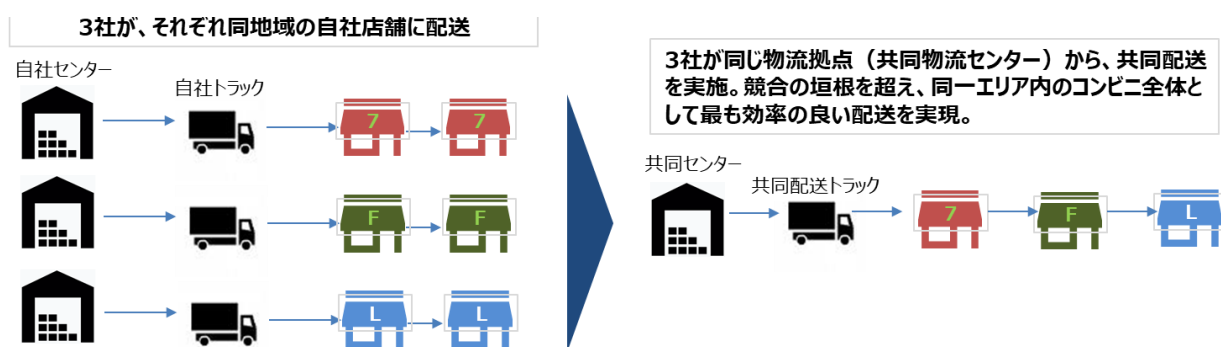 3社が、それぞれ同地域の自社店舗に配送
自社センター
自社トラック
7 7
F F
L L
3社が同じ物流拠点（共同物流センター）から、共同配送
を実施。競合の垣根を超え、同一エリア内のコンビニ全体と
して最も効率の良い配送を実現。
共同センター
共同配送トラック
7 F L